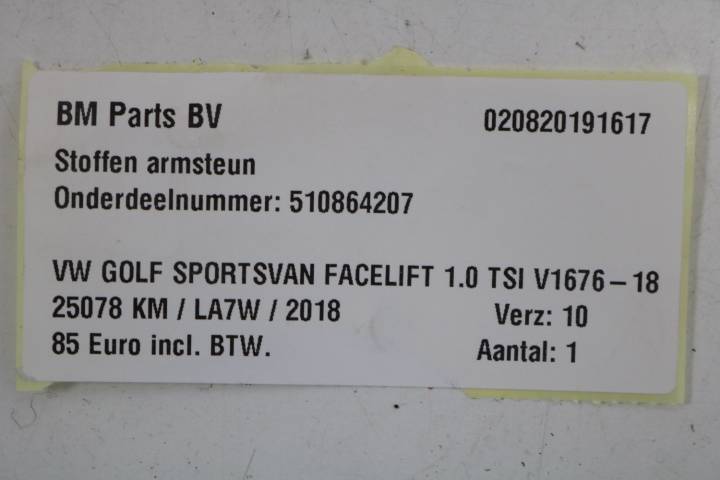 BM Parts BV 020820191617
Stoffen armsteun
Onderdeelnummer: 510864207
VW GOLF SPORTSVAN FACELIFT 1.0 TSI V1676-18
25078 KM / LA7W / 2018 Verz: 10
85 Euro incl. BTW. Aantal: 1